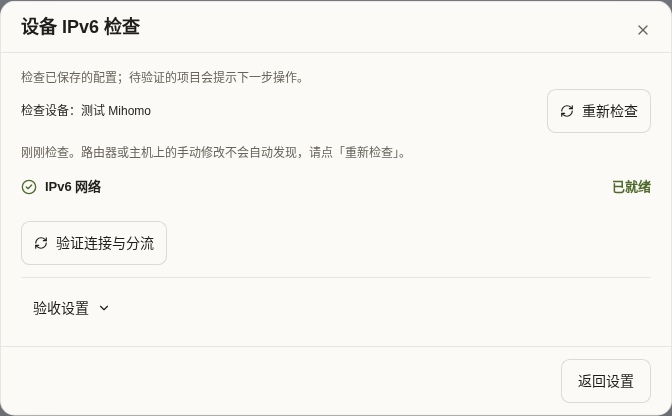 设备 IPv6 检查
检查已保存的配置；待验证的项目会提示下一步操作。
检查设备：测试 Mihomo
重新检查
刚刚检查。路由器或主机上的手动修改不会自动发现，请点「重新检查」。
IPv6 网络
已就绪
验证连接与分流
验收设置
返回设置